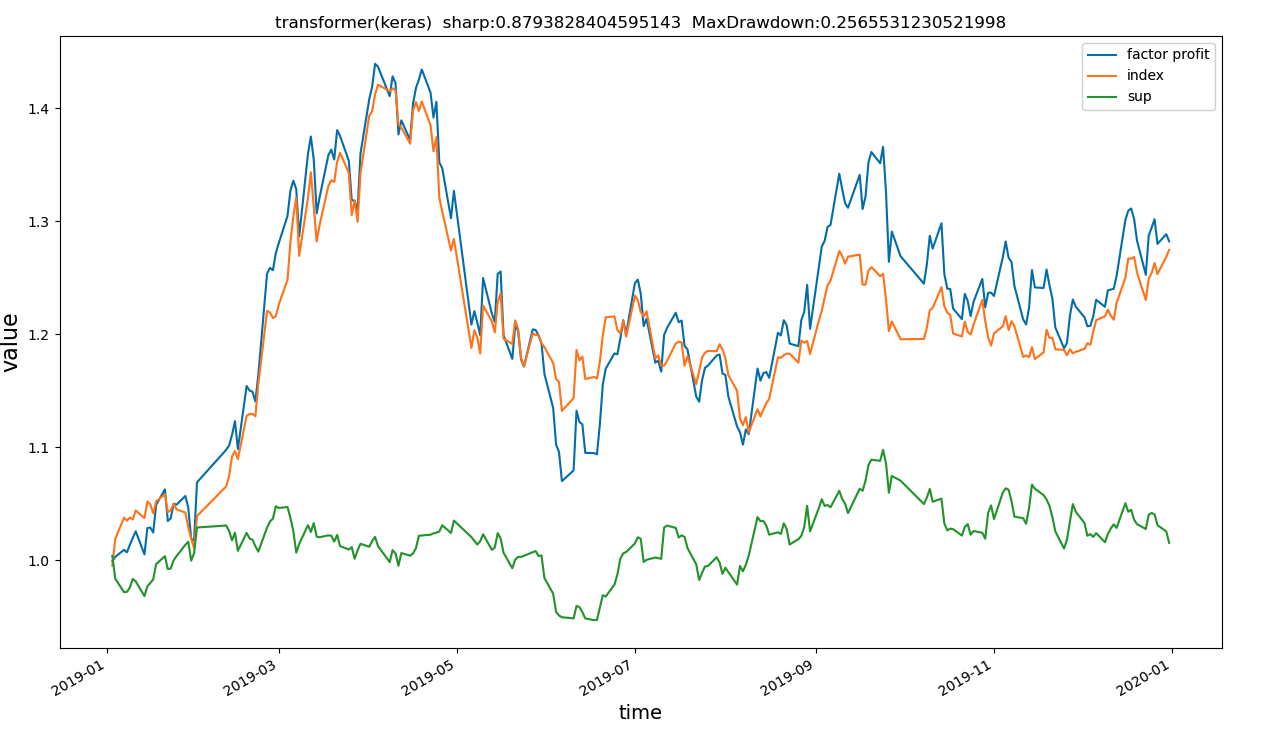 transformer(keras)  sharp:0.8793828404595143  MaxDrawdown:0.2565531230521998
factor profit
index
sup
value
1.4
1.3
1.2
1.1
1.0
2019-01
2019-03
2019-05
2019-07
2019-09
2019-11
2020-01
time